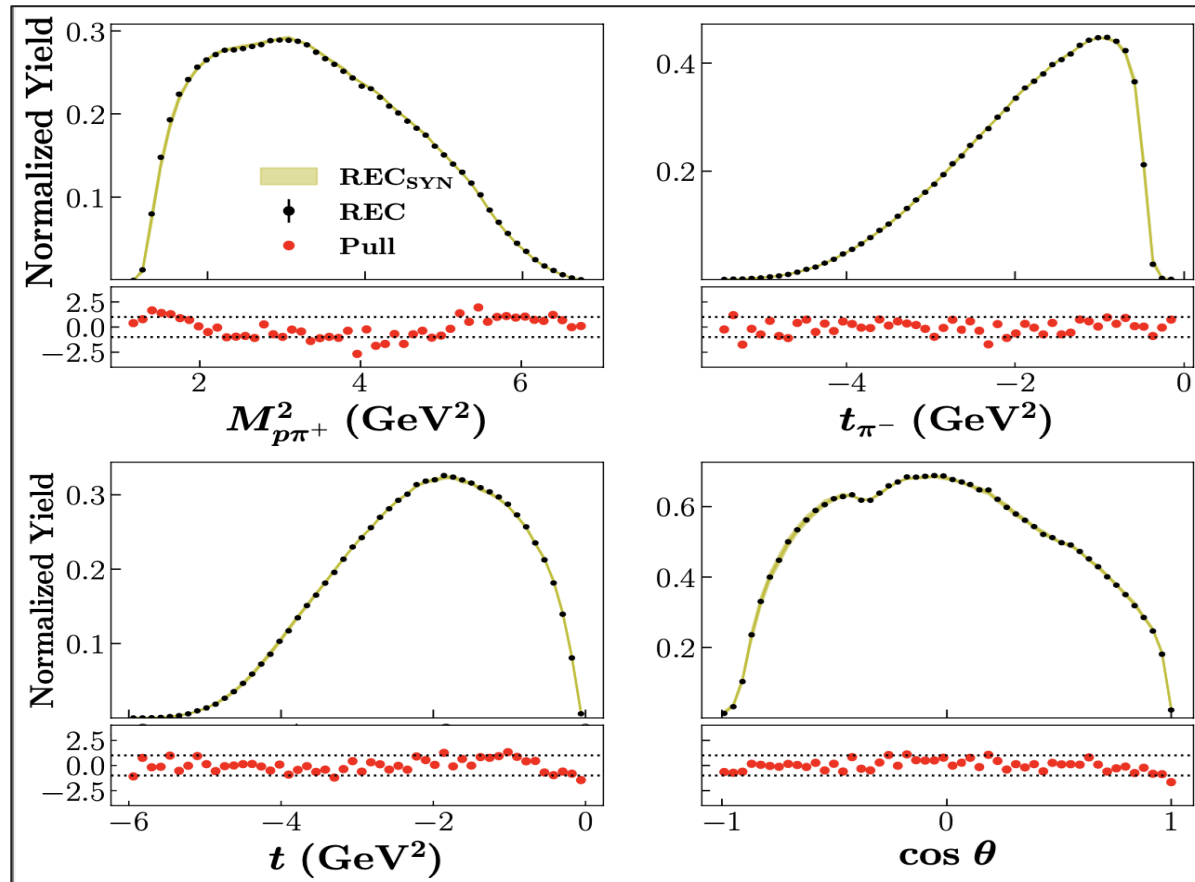 Normalized Yield
0.3
0.2
0.1
REC_SYN
REC
Pull
2.5
0.0
−2.5
2 4 6
M²_{pπ⁺} (GeV²)
0.4
0.2
−4 −2 0
t_{π⁻} (GeV²)
Normalized Yield
0.3
0.2
0.1
2.5
0.0
−2.5
−6 −4 −2 0
t (GeV²)
0.6
0.4
0.2
−1 0 1
cos θ